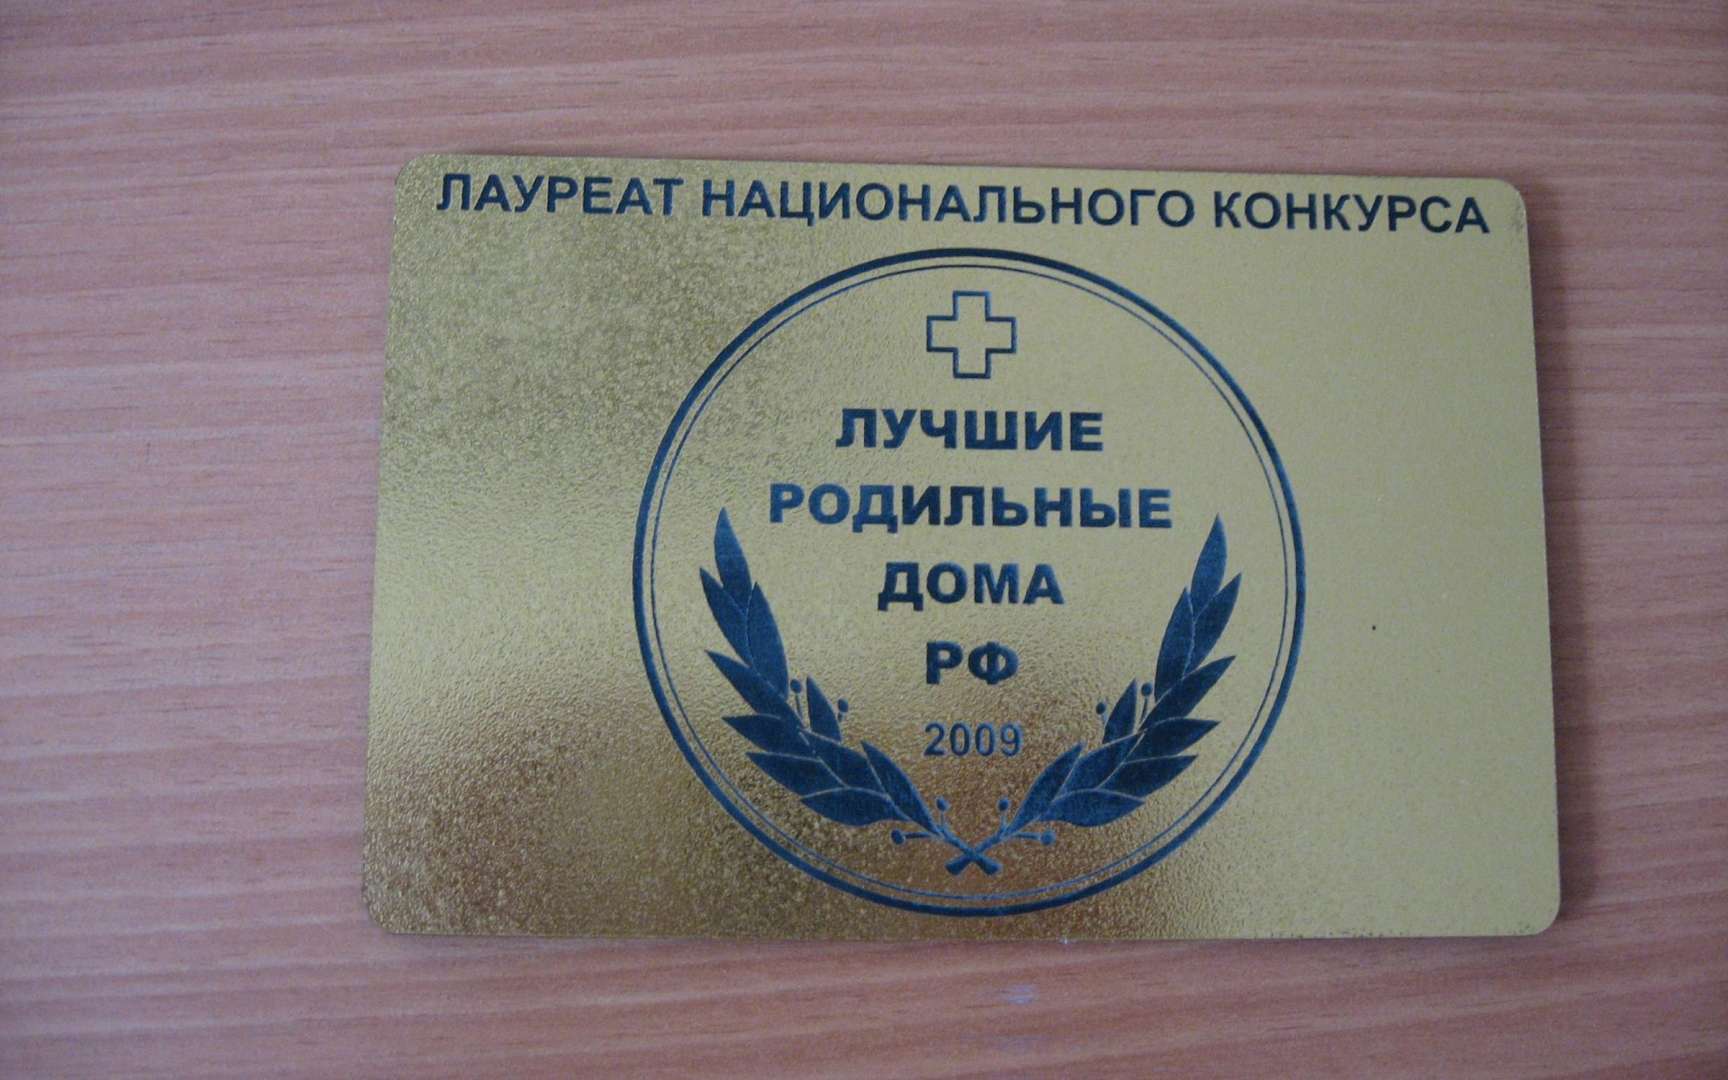 ЛАУРЕАТ НАЦИОНАЛЬНОГО КОНКУРСА
ЛУЧШИЕ
РОДИЛЬНЫЕ
ДОМА
РФ
2009